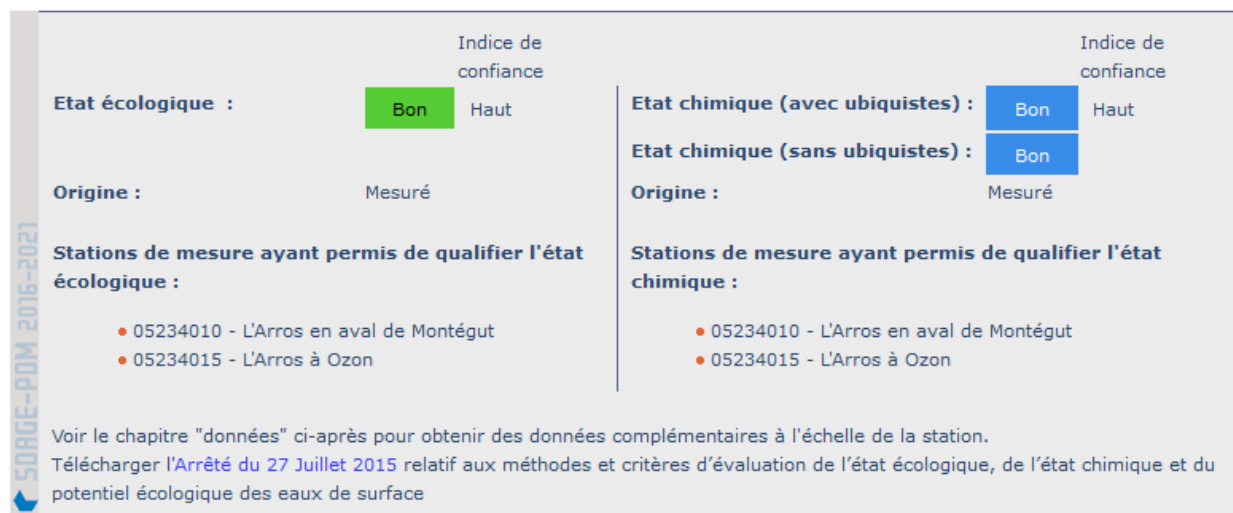 Indice de
confiance
Etat écologique :
Bon
Haut
Origine :
Mesuré
Stations de mesure ayant permis de qualifier l'état
écologique :
05234010 - L'Arros en aval de Montégut
05234015 - L'Arros à Ozon
Indice de
confiance
Etat chimique (avec ubiquistes) :
Bon
Haut
Etat chimique (sans ubiquistes) :
Bon
Origine :
Mesuré
Stations de mesure ayant permis de qualifier l'état
chimique :
05234010 - L'Arros en aval de Montégut
05234015 - L'Arros à Ozon
Voir le chapitre "données" ci-après pour obtenir des données complémentaires à l'échelle de la station.
Télécharger l'Arrêté du 27 Juillet 2015 relatif aux méthodes et critères d’évaluation de l’état écologique, de l’état chimique et du
potentiel écologique des eaux de surface
SDAGE-PDM 2016-2021